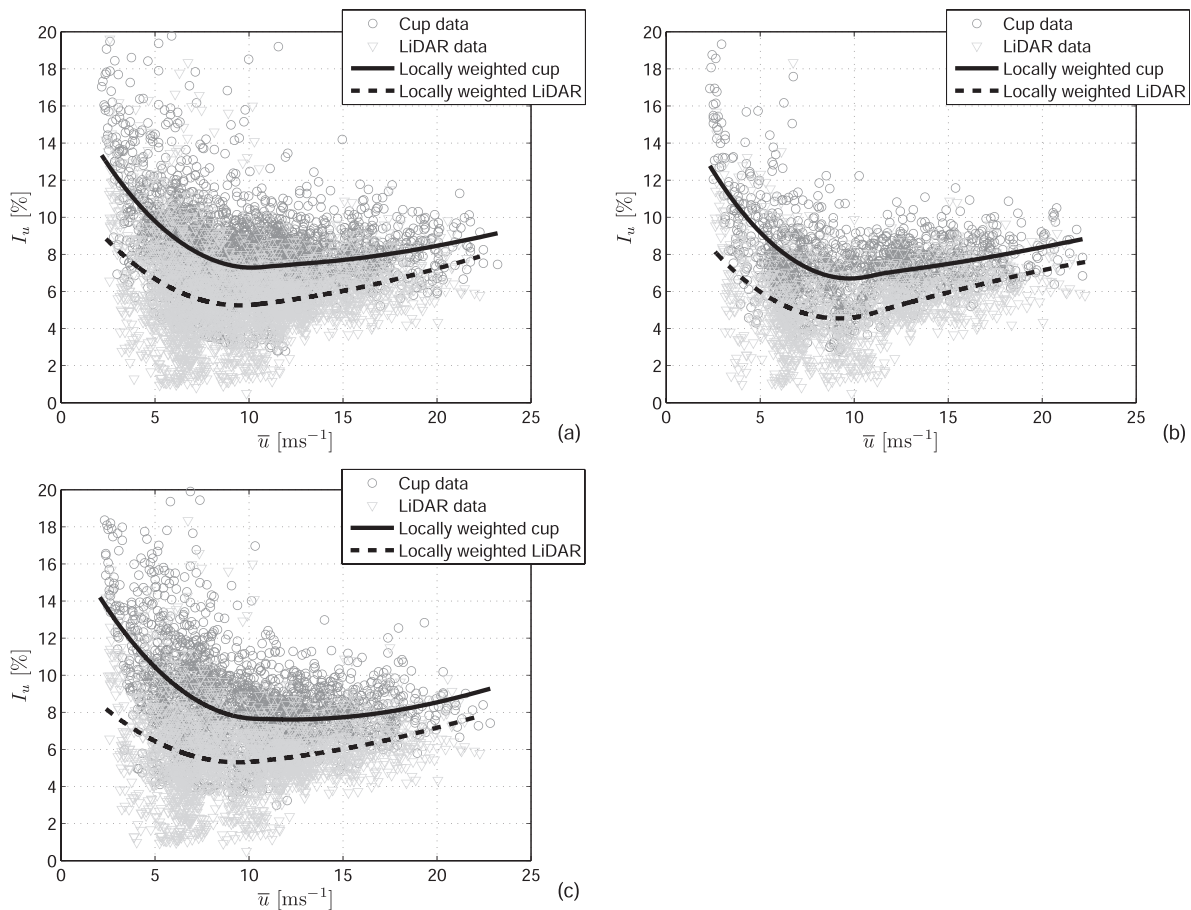 Cup data
LiDAR data
Locally weighted cup
Locally weighted LiDAR
20
18
16
14
12
10
8
6
4
2
0
I_u [%]
0 5 10 15 20 25
u̅ [ms⁻¹]
(a)
Cup data
LiDAR data
Locally weighted cup
Locally weighted LiDAR
20
18
16
14
12
10
8
6
4
2
0
I_u [%]
0 5 10 15 20 25
u̅ [ms⁻¹]
(b)
Cup data
LiDAR data
Locally weighted cup
Locally weighted LiDAR
20
18
16
14
12
10
8
6
4
2
0
I_u [%]
0 5 10 15 20 25
u̅ [ms⁻¹]
(c)